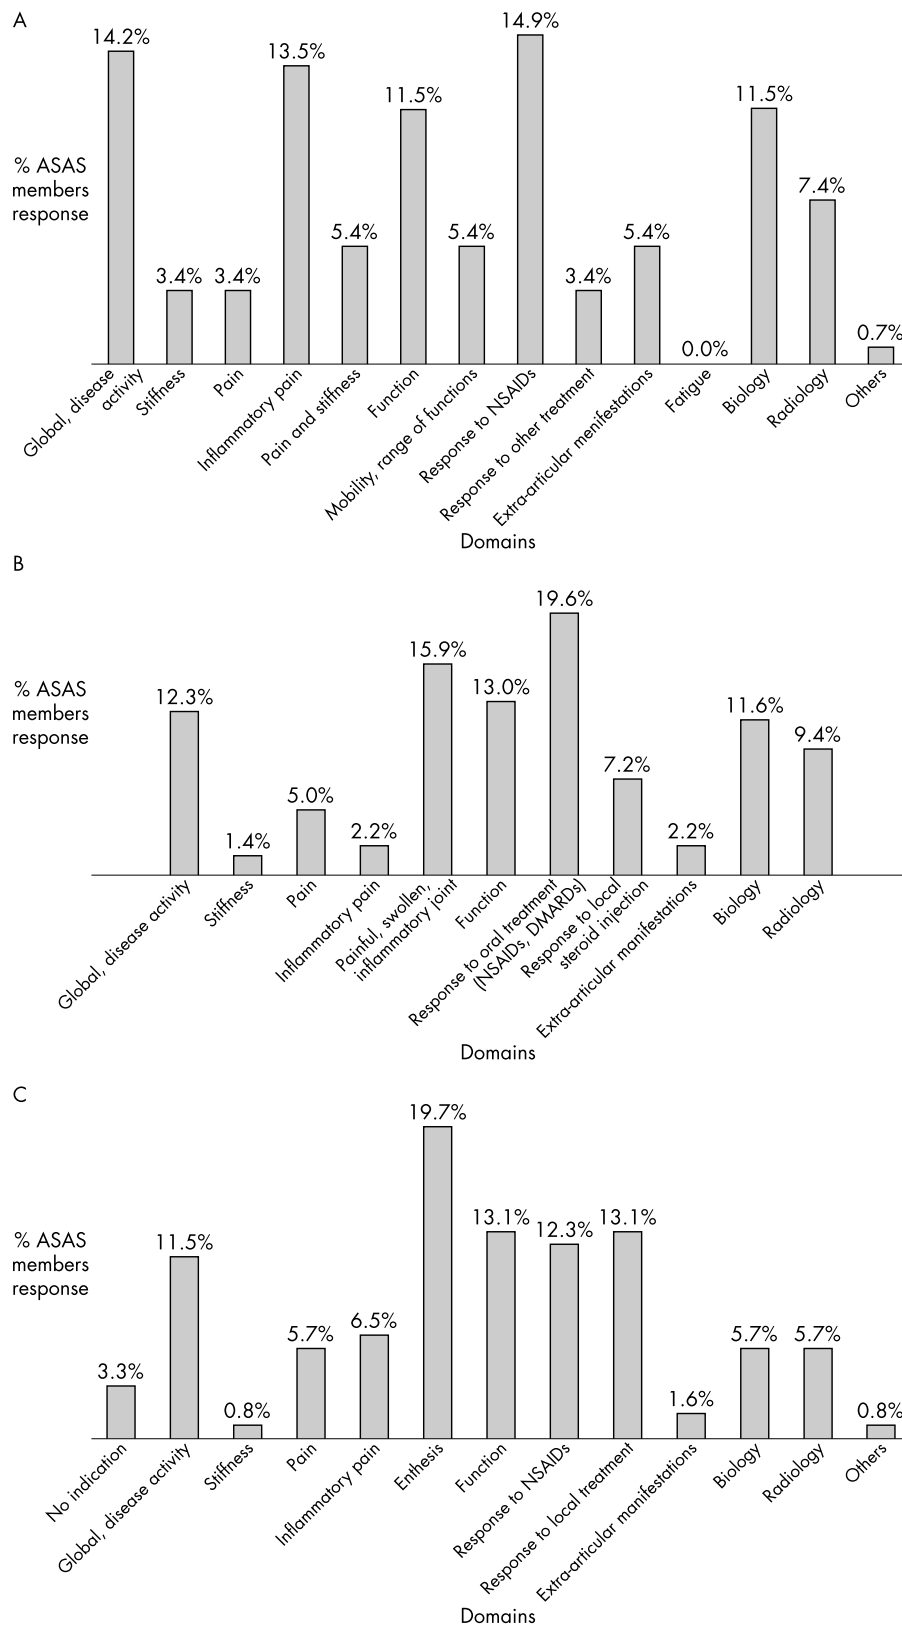 A
14.2%
3.4%
3.4%
13.5%
5.4%
11.5%
5.4%
14.9%
3.4%
5.4%
0.0%
11.5%
7.4%
0.7%
% ASAS
members
response
Global, disease
activity
Stiffness
Pain
Inflammatory pain
Pain and stiffness
Function
Mobility, range of functions
Response to NSAIDs
Response to other treatment
Extra-articular menifestations
Fatigue
Biology
Radiology
Others
Domains
B
12.3%
1.4%
5.0%
2.2%
15.9%
13.0%
19.6%
7.2%
2.2%
11.6%
9.4%
% ASAS
members
response
Global, disease activity
Stiffness
Pain
Inflammatory pain
Painful, swollen,
inflammatory joint
Function
Response to oral treatment
(NSAIDs, DMARDs)
Response to local
steroid injection
Extra-articular manifestations
Biology
Radiology
Domains
C
3.3%
11.5%
0.8%
5.7%
6.5%
19.7%
13.1%
12.3%
13.1%
1.6%
5.7%
5.7%
0.8%
% ASAS
members
response
No indication
Global, disease activity
Stiffness
Pain
Inflammatory pain
Enthesis
Function
Response to NSAIDs
Response to local treatment
Extra-articular manifestations
Biology
Radiology
Others
Domains